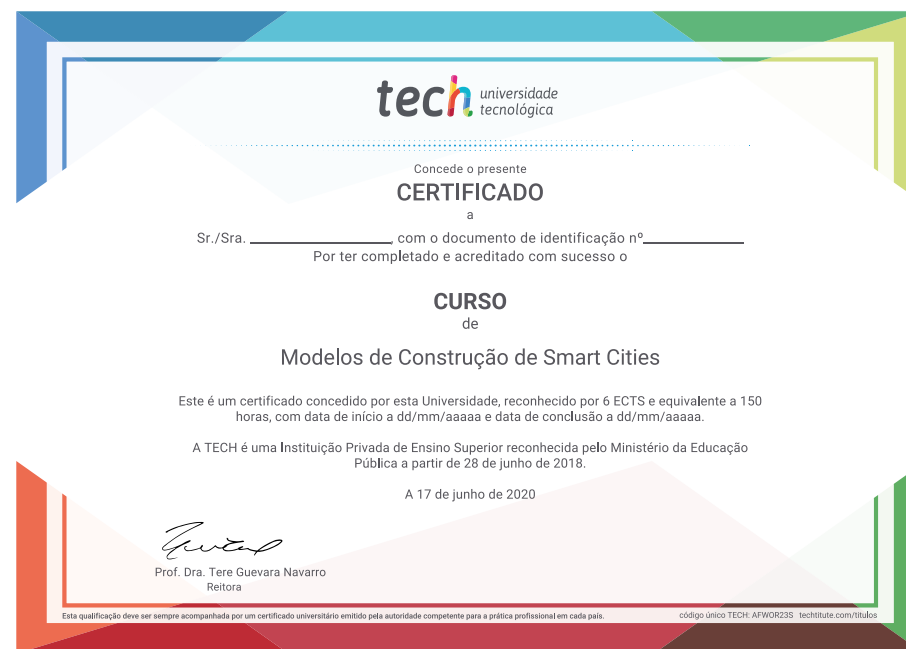 tech universidade
tecnológica
Concede o presente
CERTIFICADO
a
Sr./Sra. ________________, com o documento de identificação nº____________
Por ter completado e acreditado com sucesso o
CURSO
de
Modelos de Construção de Smart Cities
Este é um certificado concedido por esta Universidade, reconhecido por 6 ECTS e equivalente a 150
horas, com data de início a dd/mm/aaaaa e data de conclusão a dd/mm/aaaaa.
A TECH é uma Instituição Privada de Ensino Superior reconhecida pelo Ministério da Educação
Pública a partir de 28 de junho de 2018.
A 17 de junho de 2020
Prof. Dra. Tere Guevara Navarro
Reitora
Esta qualificação deve ser sempre acompanhada por um certificado universitário emitido pela autoridade competente para a prática profissional em cada país.
código único TECH: AFWOR23S techtitute.com/titulos